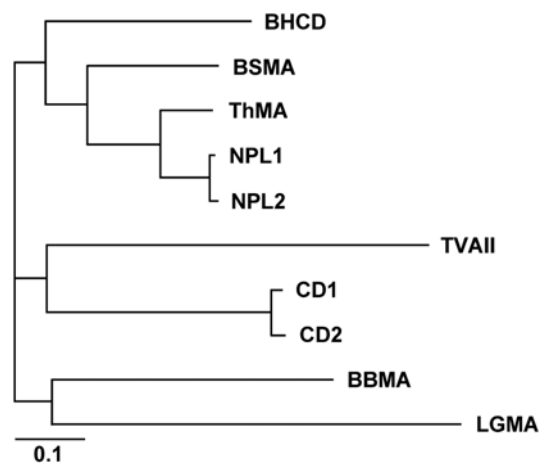 BHCD
BSMA
ThMA
NPL1
NPL2
TVAII
CD1
CD2
BBMA
LGMA
0.1